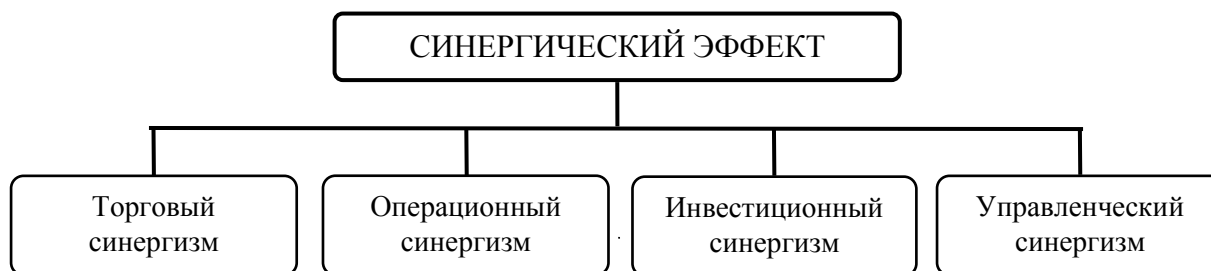 СИНЕРГИЧЕСКИЙ ЭФФЕКТ
Торговый
синергизм
Операционный
синергизм
Инвестиционный
синергизм
Управленческий
синергизм